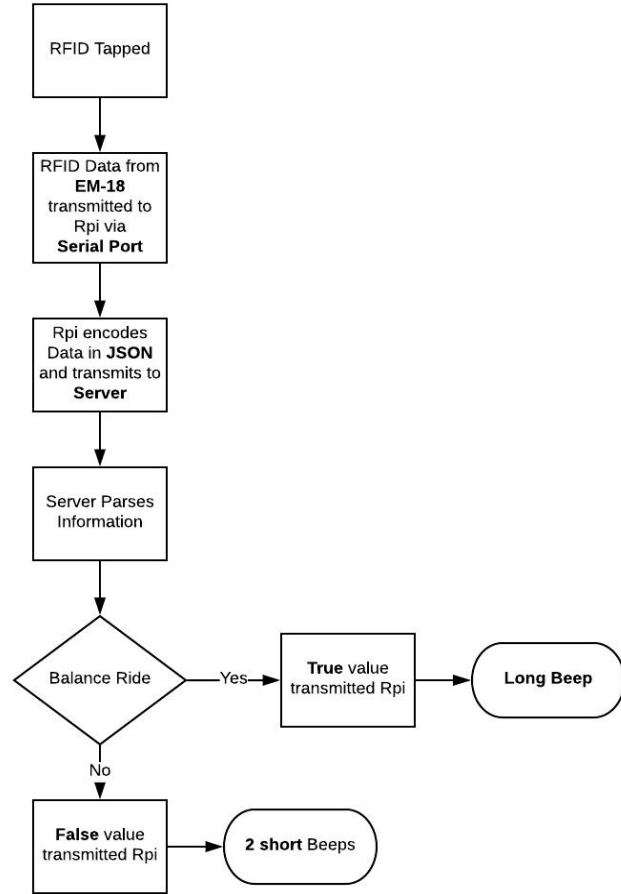 RFID Tapped
RFID Data from
EM-18
transmitted to
Rpi via
Serial Port
Rpi encodes
Data in JSON
and transmits to
Server
Server Parses
Information
Balance Ride
Yes
True value
transmitted Rpi
Long Beep
No
False value
transmitted Rpi
2 short Beeps